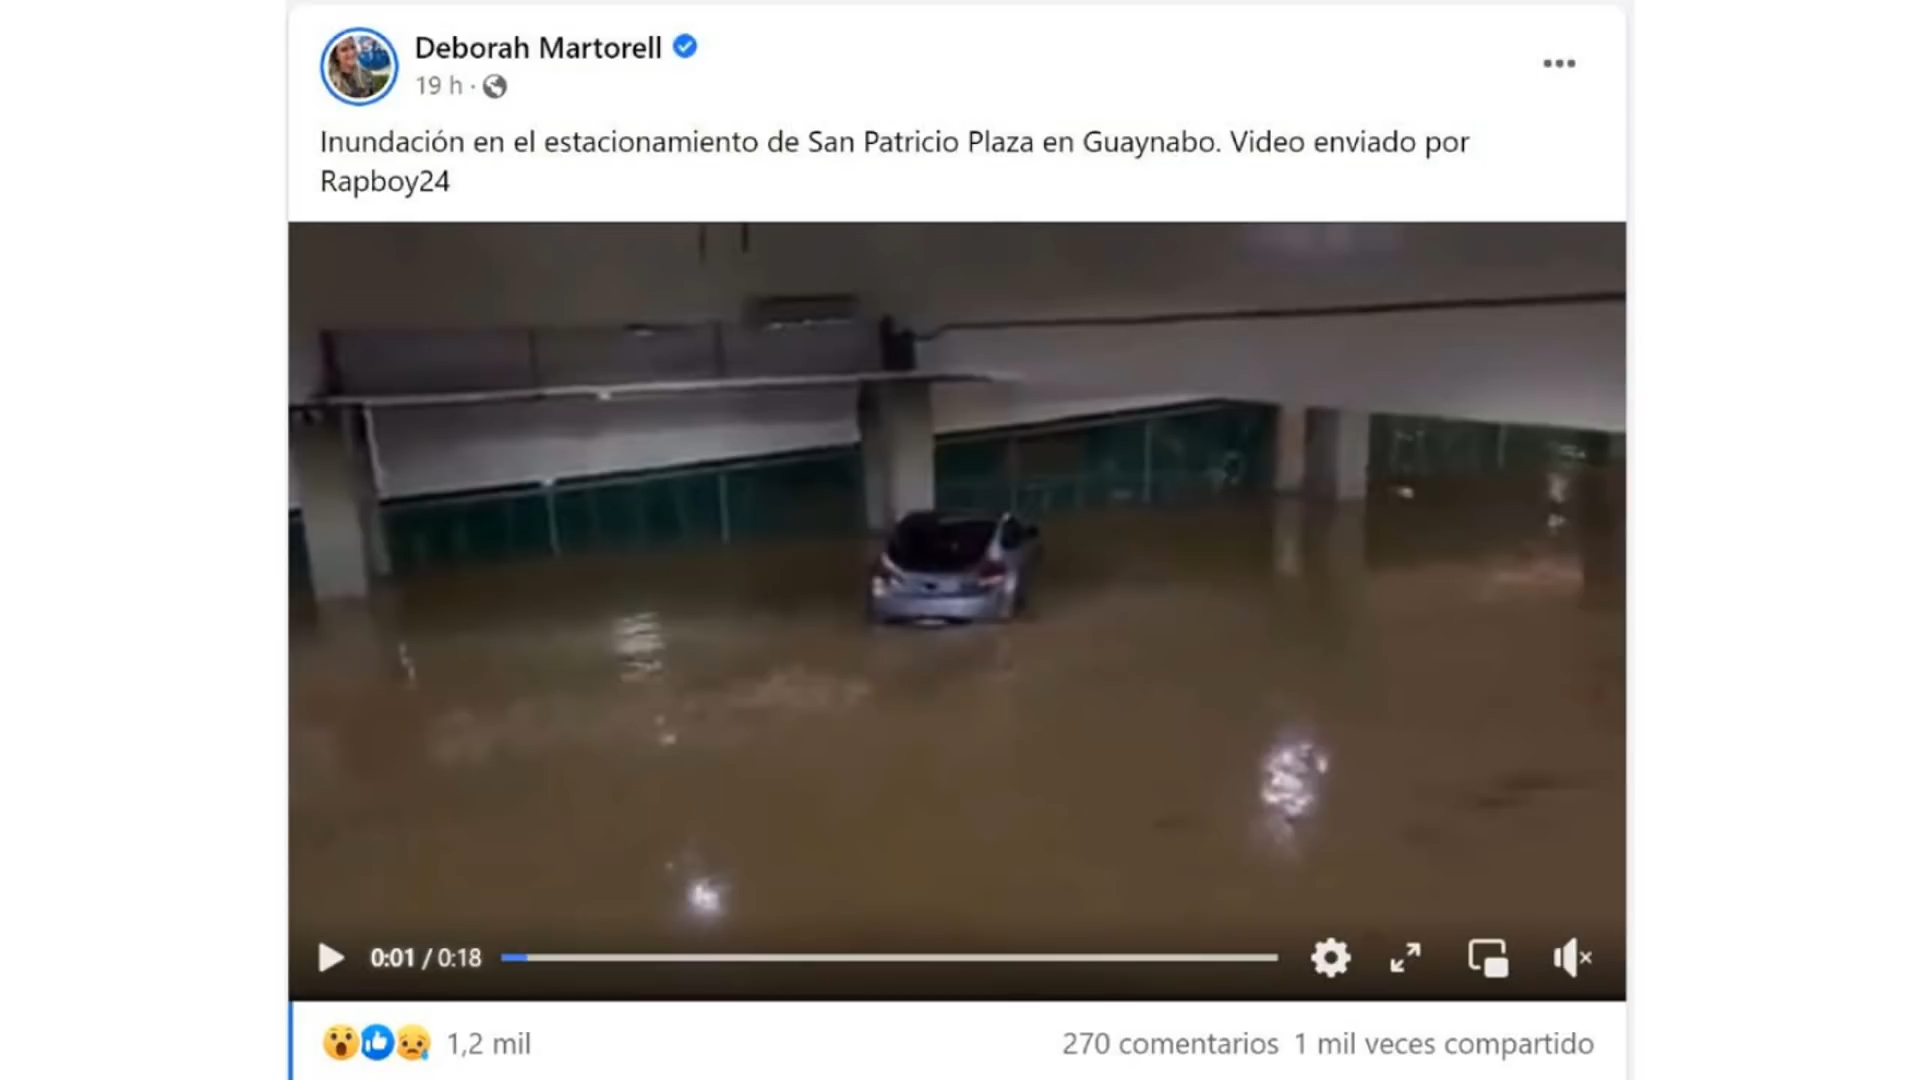 Deborah Martorell
19 h ·
Inundación en el estacionamiento de San Patricio Plaza en Guaynabo. Video enviado por
Rapboy24
0:01 / 0:18
1,2 mil
270 comentarios 1 mil veces compartido